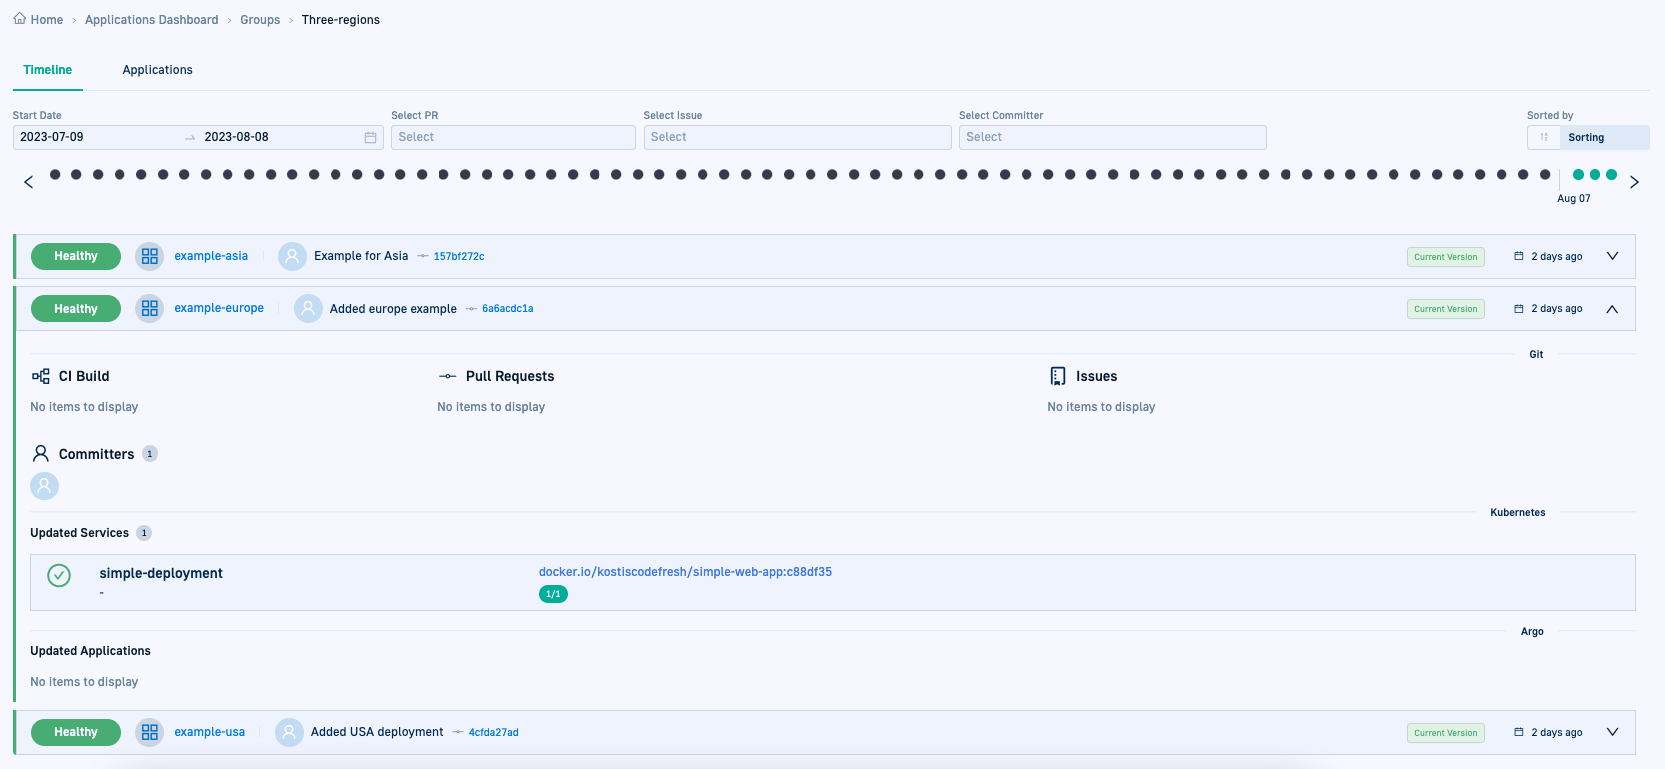 Home > Applications Dashboard > Groups > Three-regions
Timeline Applications
Start Date Select PR Select Issue Select Committer Sorted by
2023-07-09 → 2023-08-08 Select Select Select Sorting
Aug 07
Healthy example-asia Example for Asia 157bf272c Current Version 2 days ago
Healthy example-europe Added europe example 6a6acdc1a Current Version 2 days ago
Git
CI Build Pull Requests Issues
No items to display No items to display No items to display
Committers 1
Kubernetes
Updated Services 1
simple-deployment docker.io/kostiscodefresh/simple-web-app:c88df35
- 1/1
Argo
Updated Applications
No items to display
Healthy example-usa Added USA deployment 4cfda27ad Current Version 2 days ago